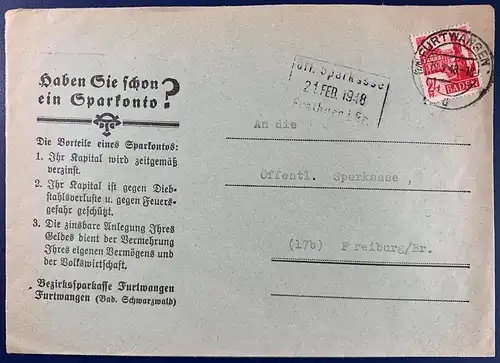 Haben Sie schon
ein Sparkonto?
Die Vorteile eines Sparkontos:
1. Ihr Kapital wird zeitgemäß
verzinst.
2. Ihr Kapital ist gegen Dieb-
stahlsverluste u. gegen Feuers-
gefahr geschützt.
3. Die zinsbare Anlegung Ihres
Geldes dient der Vermehrung
Ihres eigenen Vermögens und
der Volkswirtschaft.
Bezirkssparkasse Furtwangen
Furtwangen (Bad. Schwarzwald)
Öff. Sparkasse
21. FEB. 1948
Freiburg i. Br.
FURTWANGEN
24 BADEN
An die
Öffentl. Sparkasse,
(17b) Freiburg/Br.